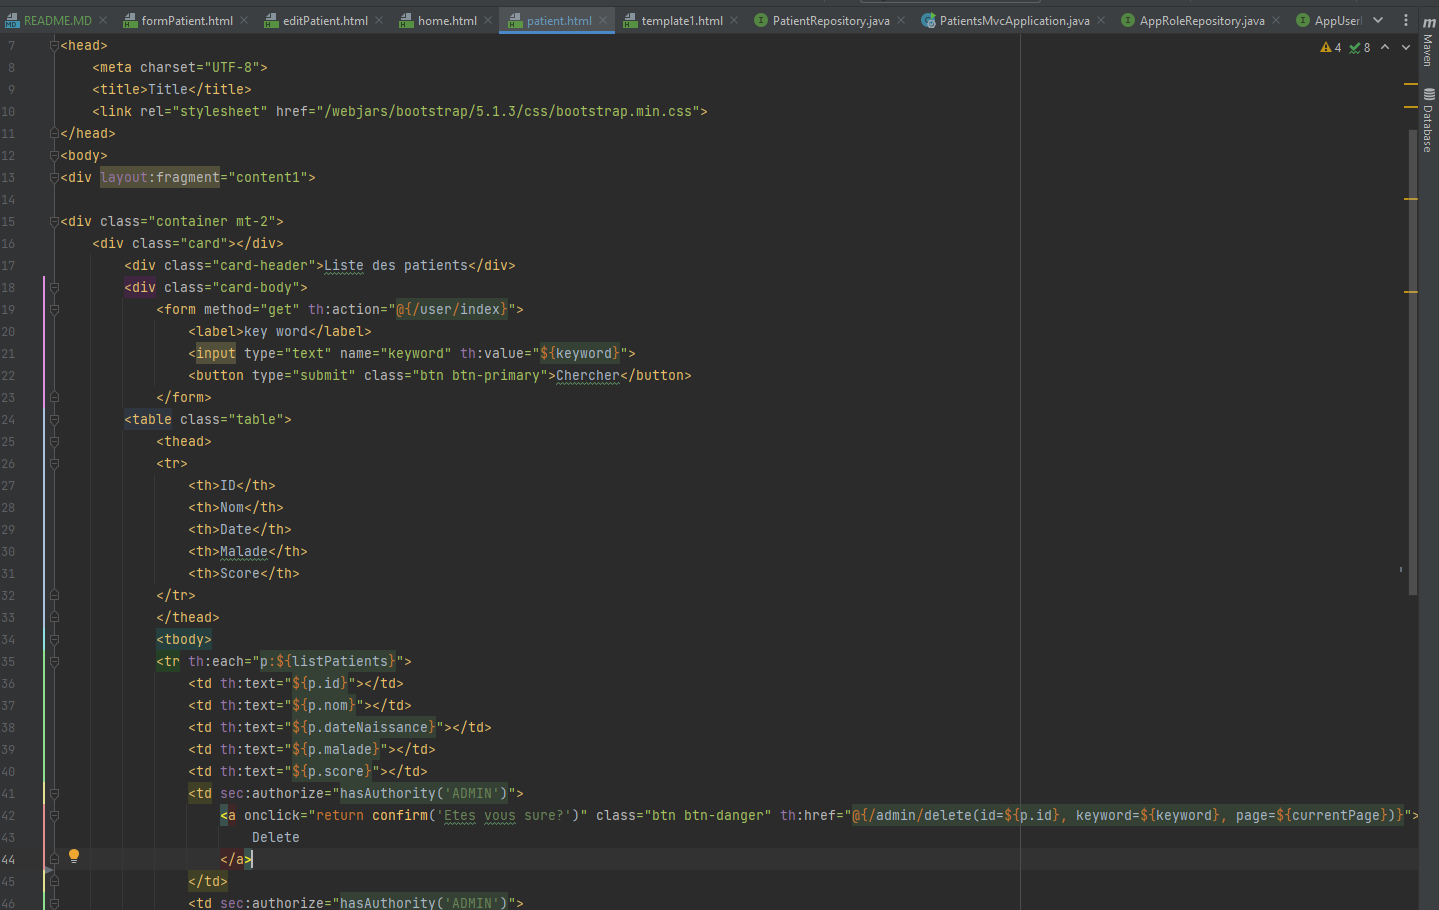 README.MD formPatient.html editPatient.html home.html patient.html template1.html PatientRepository.java PatientsMvcApplication.java AppRoleRepository.java AppUserl
m Maven
Database
4 8
7 <head>
8 <meta charset="UTF-8">
9 <title>Title</title>
10 <link rel="stylesheet" href="/webjars/bootstrap/5.1.3/css/bootstrap.min.css">
11 </head>
12 <body>
13 <div layout:fragment="content1">
14
15 <div class="container mt-2">
16 <div class="card"></div>
17 <div class="card-header">Liste des patients</div>
18 <div class="card-body">
19 <form method="get" th:action="@{/user/index}">
20 <label>key word</label>
21 <input type="text" name="keyword" th:value="${keyword}">
22 <button type="submit" class="btn btn-primary">Chercher</button>
23 </form>
24 <table class="table">
25 <thead>
26 <tr>
27 <th>ID</th>
28 <th>Nom</th>
29 <th>Date</th>
30 <th>Malade</th>
31 <th>Score</th>
32 </tr>
33 </thead>
34 <tbody>
35 <tr th:each="p:${listPatients}">
36 <td th:text="${p.id}"></td>
37 <td th:text="${p.nom}"></td>
38 <td th:text="${p.dateNaissance}"></td>
39 <td th:text="${p.malade}"></td>
40 <td th:text="${p.score}"></td>
41 <td sec:authorize="hasAuthority('ADMIN')">
42 <a onclick="return confirm('Etes vous sure?')" class="btn btn-danger" th:href="@{/admin/delete(id=${p.id}, keyword=${keyword}, page=${currentPage})}">
43 Delete
44 </a>
45 </td>
46 <td sec:authorize="hasAuthority('ADMIN')">